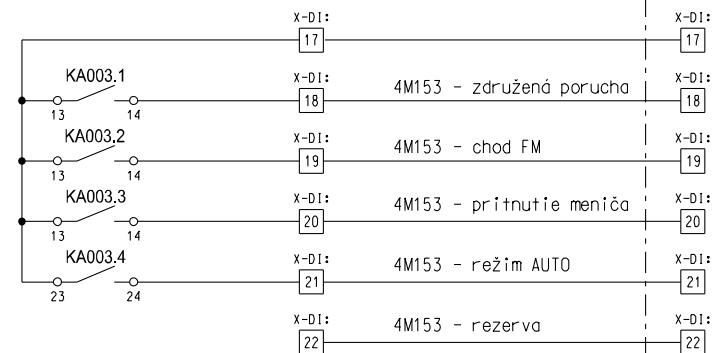 X-DI: X-DI:
17 17
KA003.1 X-DI: 4M153 - združená porucha X-DI:
13 14 18 18
KA003.2 X-DI: 4M153 - chod FM X-DI:
13 14 19 19
KA003.3 X-DI: 4M153 - pritnutie meniča X-DI:
13 14 20 20
KA003.4 X-DI: 4M153 - režim AUTO X-DI:
23 24 21 21
X-DI: 4M153 - rezerva X-DI:
22 22